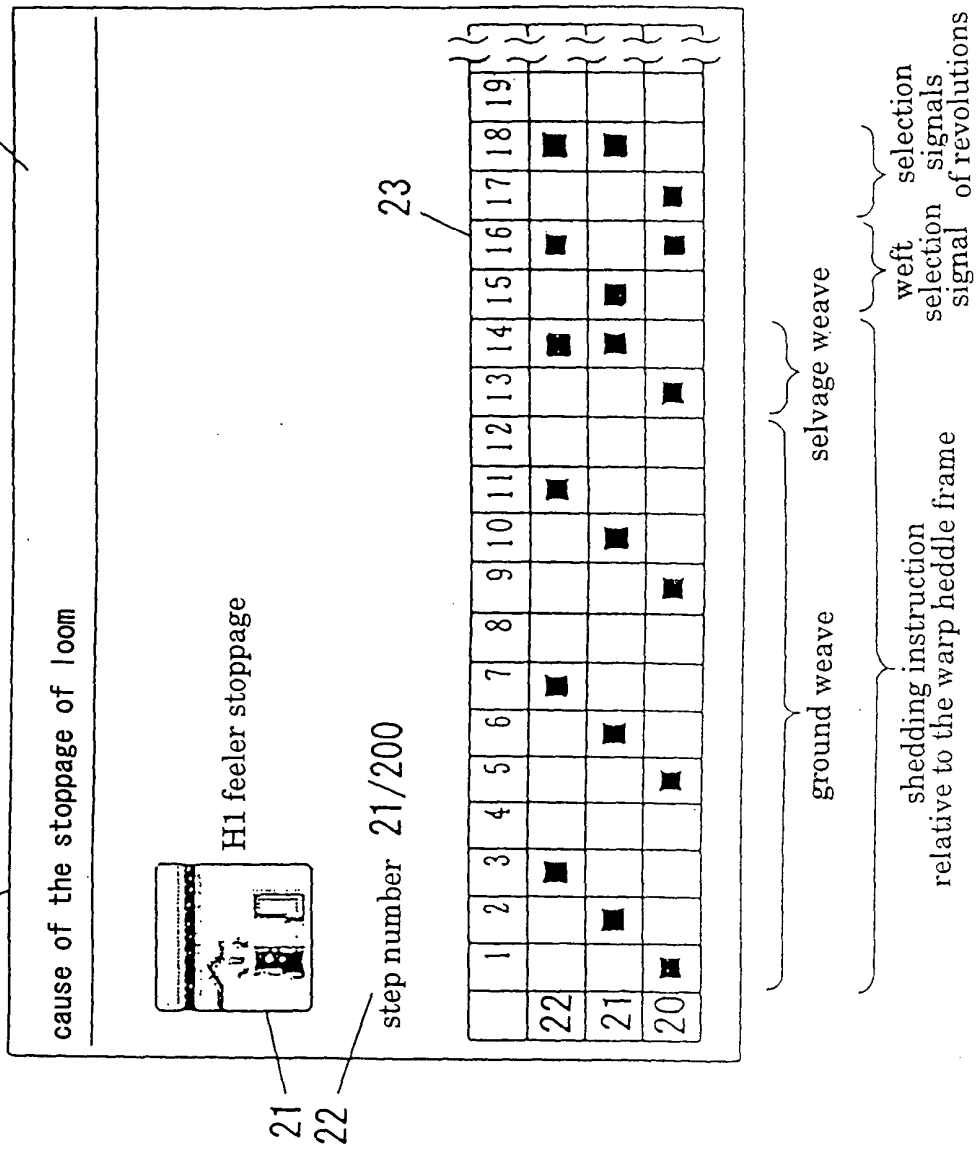 cause of the stoppage of loom
21
H1 feeler stoppage
22
step number 21/200
23
1 2 3 4 5 6 7 8 9 10 11 12 13 14 15 16 17 18 19
22
21
20
ground weave
selvage weave
shedding instruction
relative to the warp heddle frame
weft
selection
signal
selection
signals
of revolutions